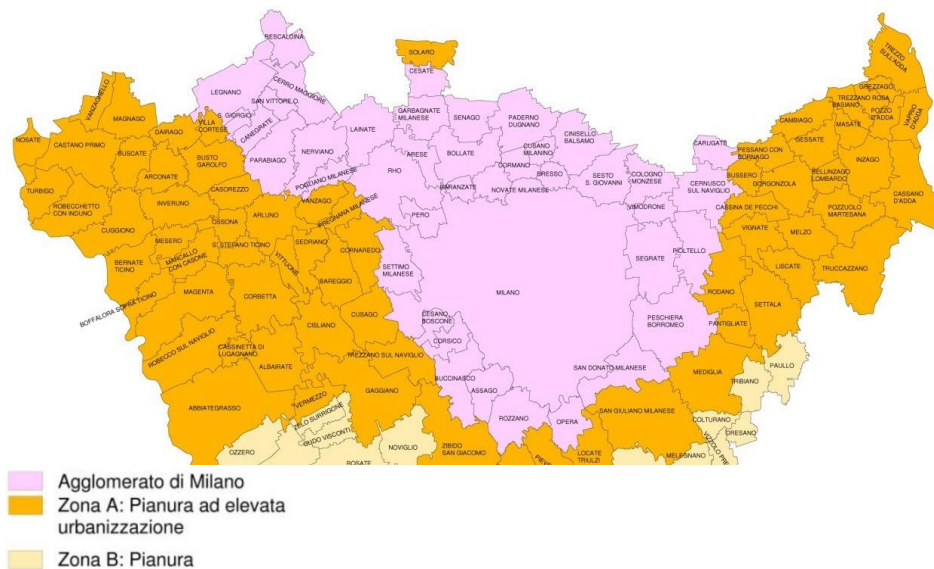 RESCALDINA
SOLARO
TREZZO
SULL'ADDA
CESATE
LEGNANO
CERRO MAGGIORE
VANZAGHELLO
GREZZAGO
SAN VITTORE O.
TREZZANO ROSA
MAGNAGO
S. GIORGIO
GARBAGNATE
MILANESE
SENAGO
PADERNO
DUGNANO
BASIANO
POZZO
D'ADDA
VAPRIO
D'ADDA
VILLA
CORTESE
CAMBIAGO
MASATE
NOSATE
CASTANO PRIMO
DAIRAGO
CANEGRATE
LAINATE
CINISELLO
BALSAMO
GESSATE
BUSCATE
BUSTO
GAROLFO
PARABIAGO
NERVIANO
ARESE
BOLLATE
CUSANO
MILANINO
CARUGATE
PESSANO CON
BORNAGO
INZAGO
CORMANO
POGLIANO MILANESE
RHO
BRESSO
SESTO
S. GIOVANNI
COLOGNO
MONZESE
BUSSERO
BELLINZAGO
LOMBARDO
TURBIGO
ARCONATE
CASOREZZO
BARANZATE
NOVATE MILANESE
CERNUSCO
SUL NAVIGLIO
GORGONZOLA
CASSANO
D'ADDA
ROBECCHETTO
CON INDUNO
INVERUNO
VANZAGO
PREGNANA MILANESE
VIMODRONE
CASSINA DE PECCHI
POZZUOLO
MARTESANA
CUGGIONO
OSSONA
ARLUNO
PERO
VIGNATE
MELZO
MESERO
S. STEFANO TICINO
SEDRIANO
CORNAREDO
PIOLTELLO
BERNATE
TICINO
MARCALLO
CON CASONE
VITTUONE
SETTIMO
MILANESE
SEGRATE
LISCATE
TRUCCAZZANO
BAREGGIO
BOFFALORA SOPRA TICINO
MAGENTA
CORBETTA
MILANO
RODANO
SETTALA
CUSAGO
CESANO
BOSCONE
PESCHIERA
BORROMEO
CISLIANO
PANTIGLIATE
ROBECCO SUL NAVIGLIO
CASSINETTA DI
LUGAGNANO
TREZZANO SUL NAVIGLIO
CORSICO
ALBAIRATE
SAN DONATO MILANESE
MEDIGLIA
PAULLO
BUCCINASCO
TRIBIANO
GAGGIANO
ASSAGO
ABBIATEGRASSO
VERMEZZO
ROZZANO
OPERA
SAN GIULIANO MILANESE
ZELO SURRIGONE
COLTURANO
DRESANO
GUDO VISCONTI
NOVIGLIO
ZIBIDO
SAN GIACOMO
LOCATE
TRIULZI
OZZERO
ROSATE
PIEVE
MELEGNANO
VIZZOLO PRE
Agglomerato di Milano
Zona A: Pianura ad elevata
urbanizzazione
Zona B: Pianura